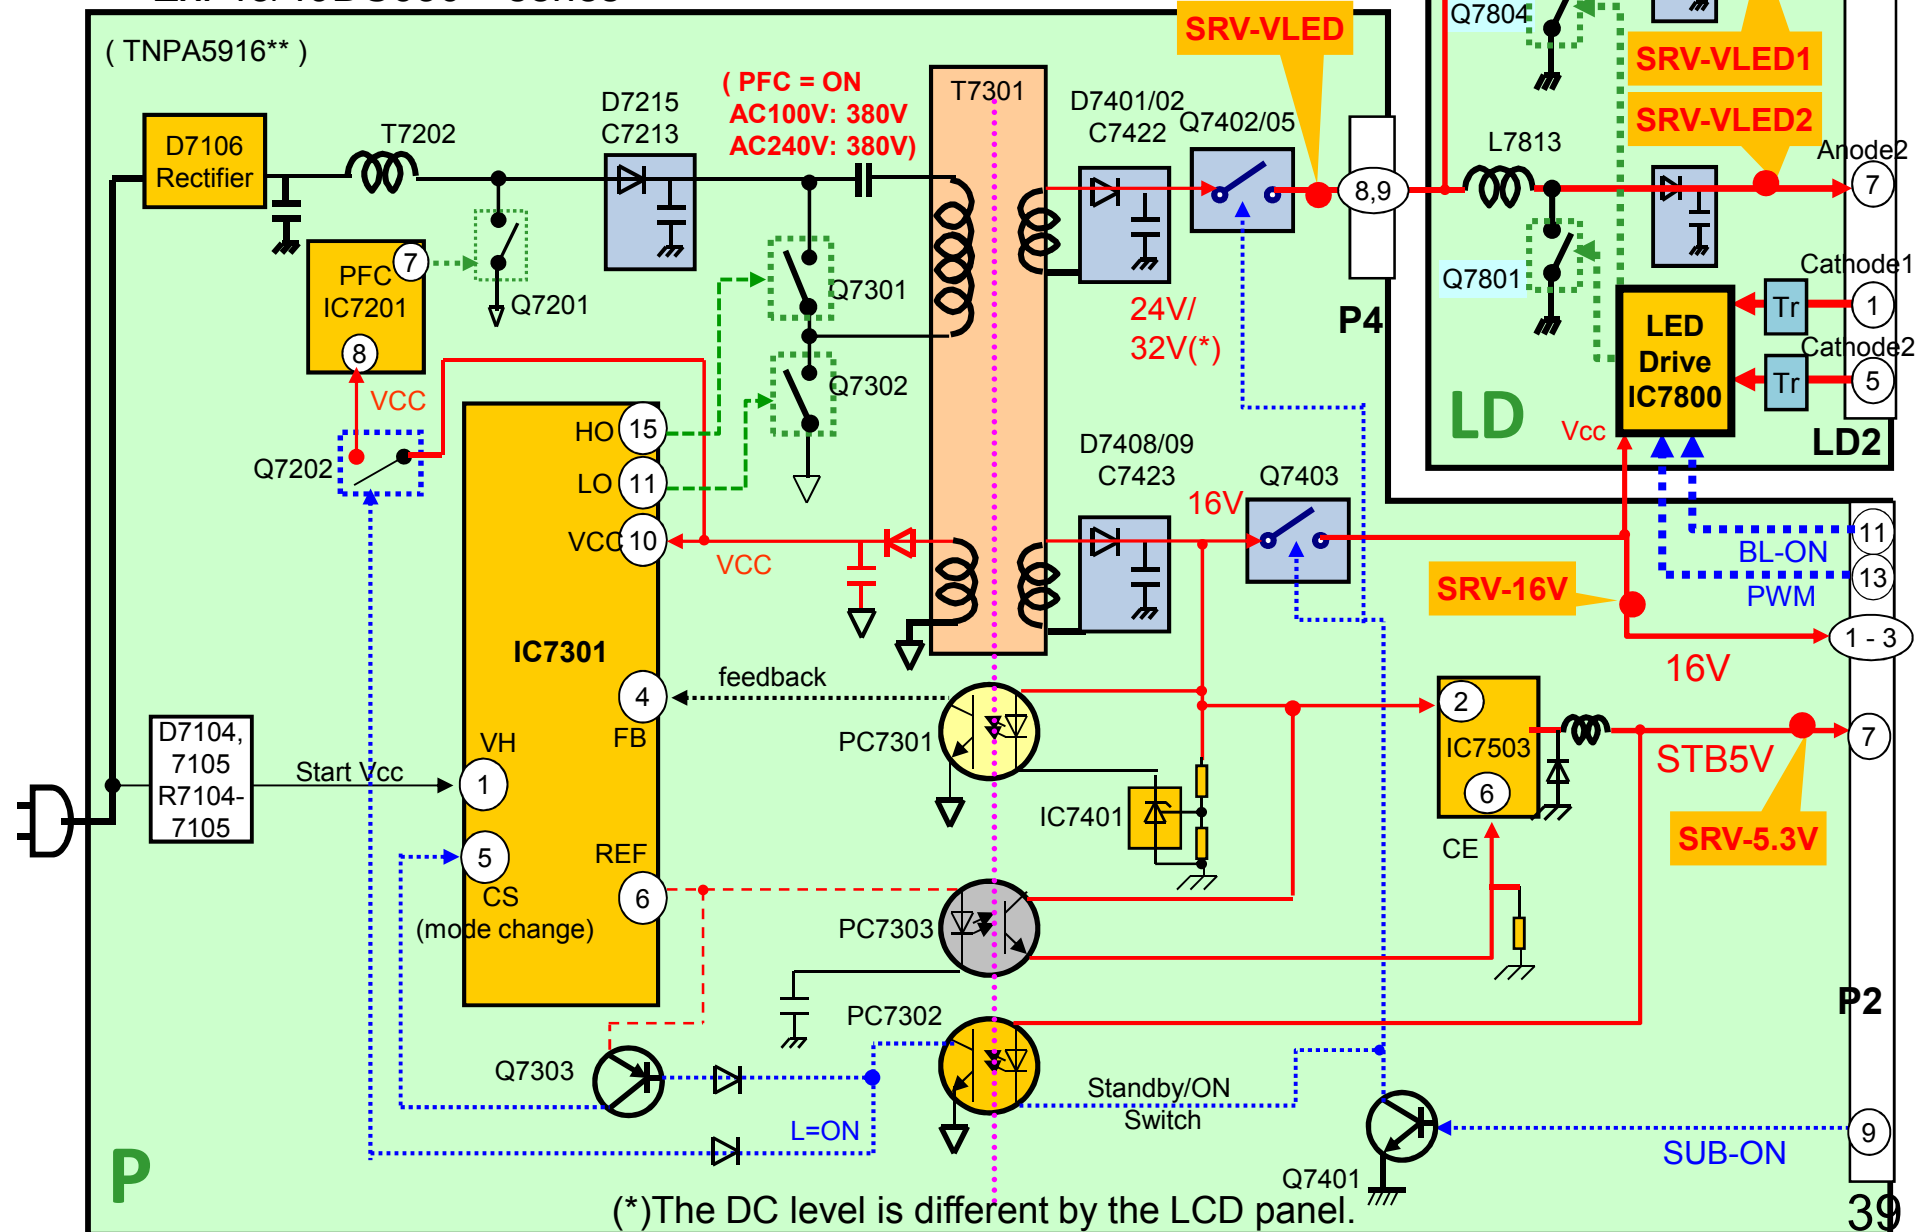 ( TNPA5916** )
SRV-VLED
Q7804
SRV-VLED1
SRV-VLED2
( PFC = ON
AC100V: 380V
AC240V: 380V)
D7106
Rectifier
T7202
D7215
C7213
T7301
D7401/02
C7422
Q7402/05
8,9
L7813
Anode2
7
PFC
IC7201
7
8
Q7201
Q7301
Q7302
24V/
32V(*)
P4
Q7801
Cathode1
1
Tr
LED
Drive
IC7800
Cathode2
5
Tr
LD
Vcc
LD2
VCC
Q7202
HO
15
LO
11
VCC
10
VCC
D7408/09
C7423
16V
Q7403
11
BL-ON
13
PWM
SRV-16V
1 - 3
16V
IC7301
feedback
4
FB
PC7301
IC7401
2
IC7503
6
CE
STB5V
7
SRV-5.3V
D7104,
7105
R7104-
7105
Start Vcc
VH
1
5
CS
(mode change)
REF
6
PC7303
PC7302
Q7303
L=ON
Standby/ON
Switch
Q7401
SUB-ON
9
P2
P
(*)The DC level is different by the LCD panel.
39